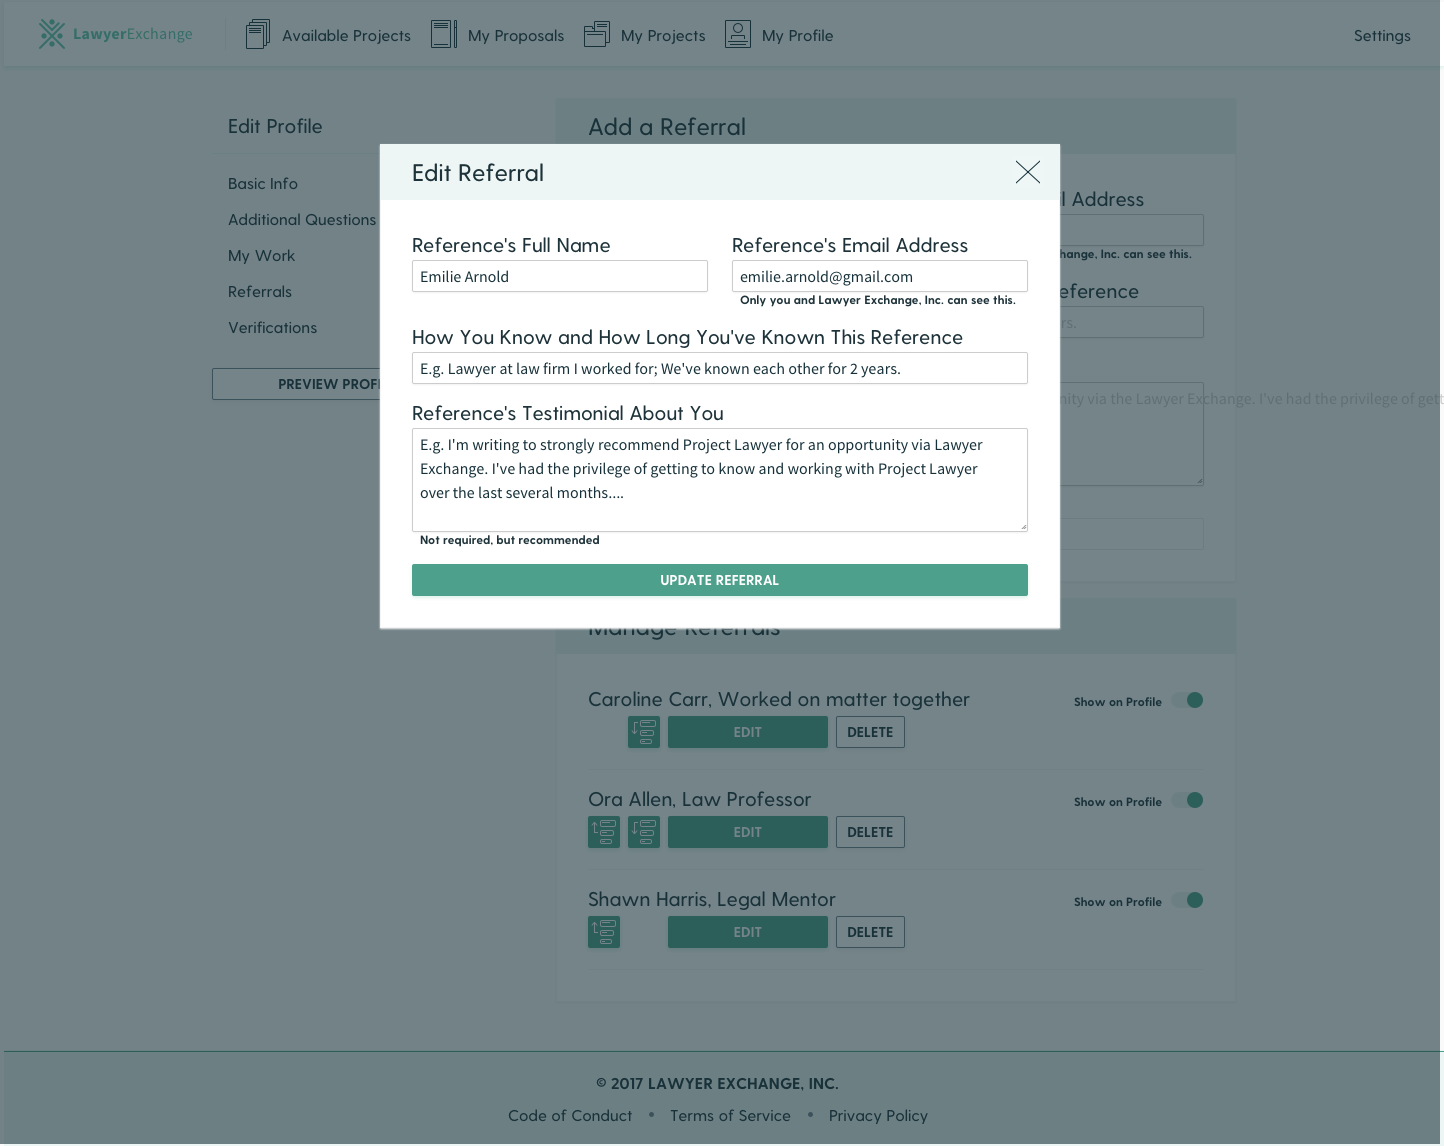 LawyerExchange
Available Projects
My Proposals
My Projects
My Profile
Settings
Edit Profile
Basic Info
Additional Questions
My Work
Referrals
Verifications
PREVIEW PROF
Add a Referral
l Address
hange, Inc. can see this.
eference
rs.
nity via the Lawyer Exchange. I've had the privilege of gett
Edit Referral
Reference's Full Name
Emilie Arnold
Reference's Email Address
emilie.arnold@gmail.com
Only you and Lawyer Exchange, Inc. can see this.
How You Know and How Long You've Known This Reference
E.g. Lawyer at law firm I worked for; We've known each other for 2 years.
Reference's Testimonial About You
E.g. I'm writing to strongly recommend Project Lawyer for an opportunity via Lawyer
Exchange. I've had the privilege of getting to know and working with Project Lawyer
over the last several months....
Not required, but recommended
UPDATE REFERRAL
Manage Referrals
Caroline Carr, Worked on matter together
Show on Profile
EDIT
DELETE
Ora Allen, Law Professor
Show on Profile
EDIT
DELETE
Shawn Harris, Legal Mentor
Show on Profile
EDIT
DELETE
© 2017 LAWYER EXCHANGE, INC.
Code of Conduct • Terms of Service • Privacy Policy